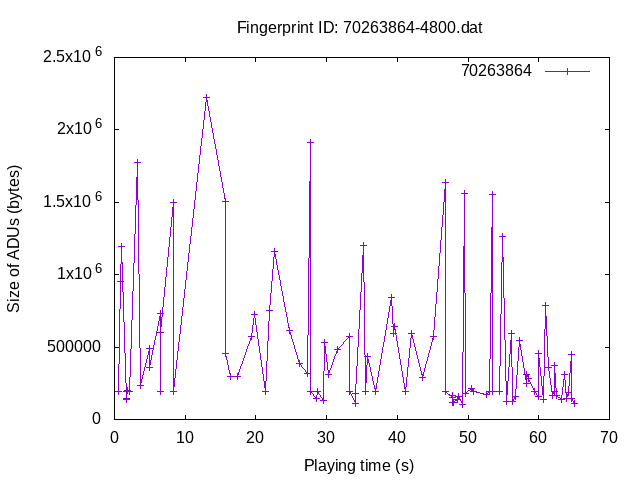 Fingerprint ID: 70263864-4800.dat
2.5x10^6
70263864
2x10^6
1.5x10^6
1x10^6
500000
0
Size of ADUs (bytes)
0 10 20 30 40 50 60 70
Playing time (s)